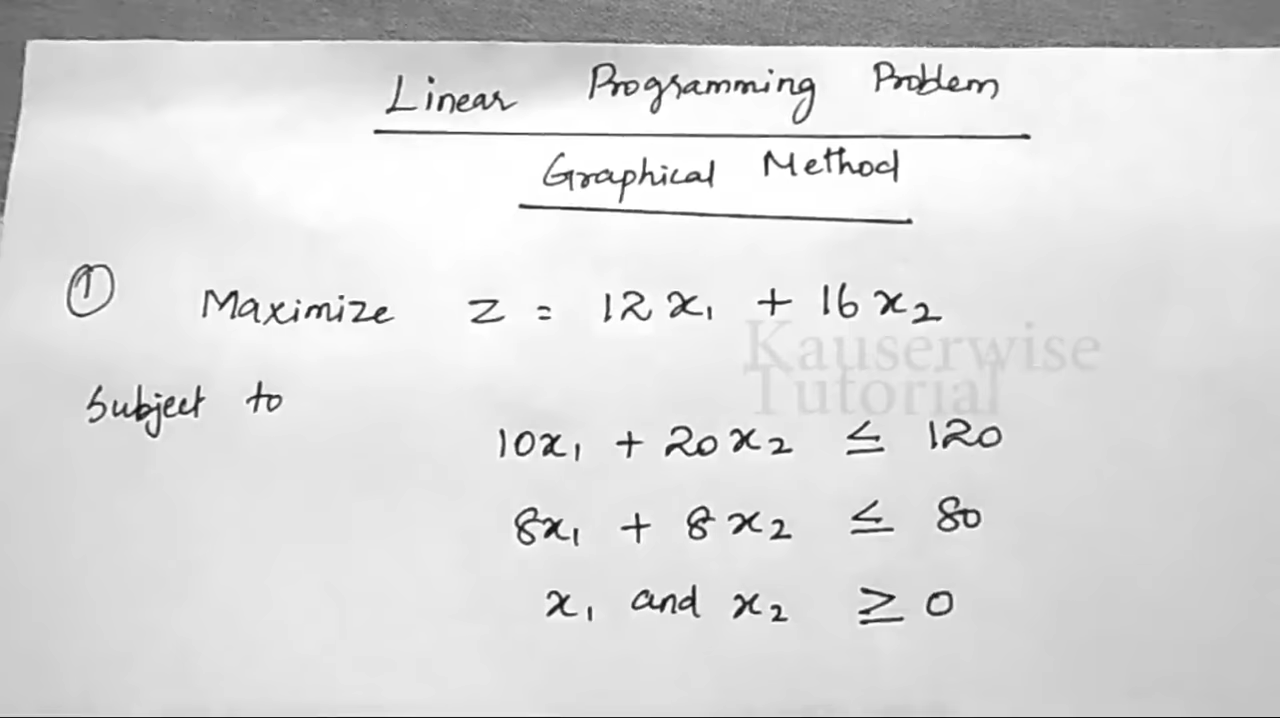 Linear Programming Problem
Graphical Method
① Maximize Z = 12x₁ + 16x₂
Kauserwise
Tutorial
Subject to
10x₁ + 20x₂ ≤ 120
8x₁ + 8x₂ ≤ 80
x₁ and x₂ ≥ 0